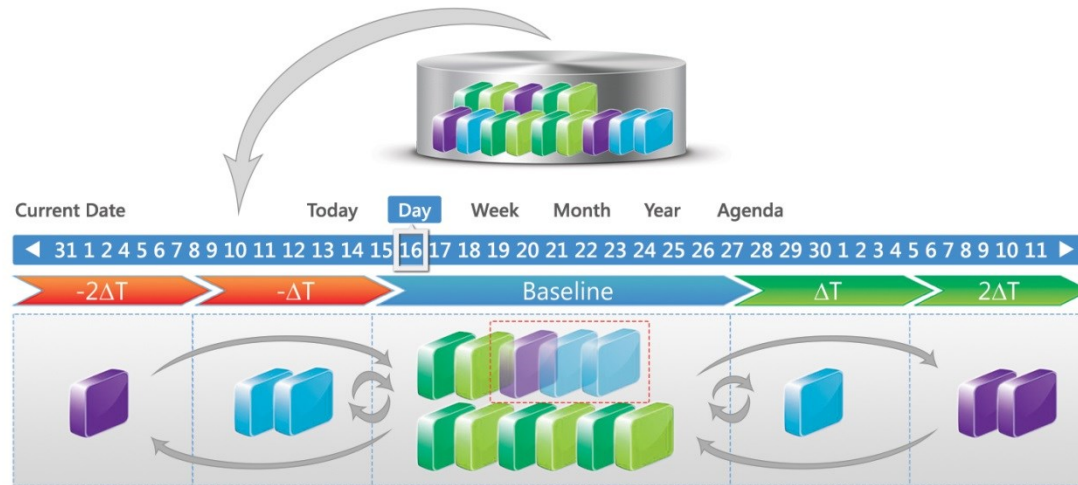 Current Date Today Day Week Month Year Agenda
31 1 2 4 5 6 7 8 9 10 11 12 13 14 15 16 17 18 19 20 21 22 23 24 25 26 27 28 29 30 1 2 3 4 5 6 7 8 9 10 11
-2ΔT -ΔT Baseline ΔT 2ΔT